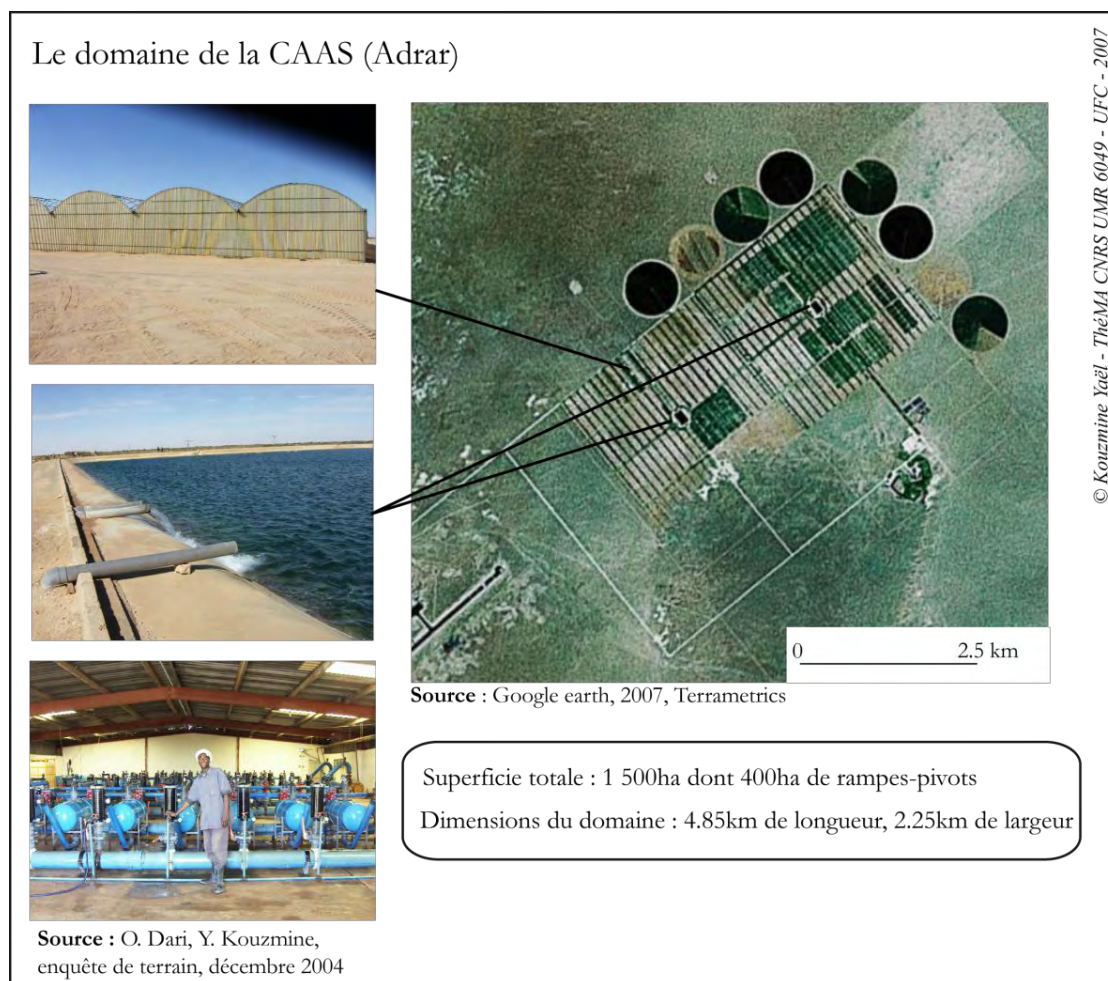 Le domaine de la CAAS (Adrar)
© Kouzmine Yaël - ThéMA CNRS UMR 6049 - UFC - 2007
0 2.5 km
Source : Google earth, 2007, Terrametrics
Superficie totale : 1 500ha dont 400ha de rampes-pivots
Dimensions du domaine : 4.85km de longueur, 2.25km de largeur
Source : O. Dari, Y. Kouzmine,
enquête de terrain, décembre 2004